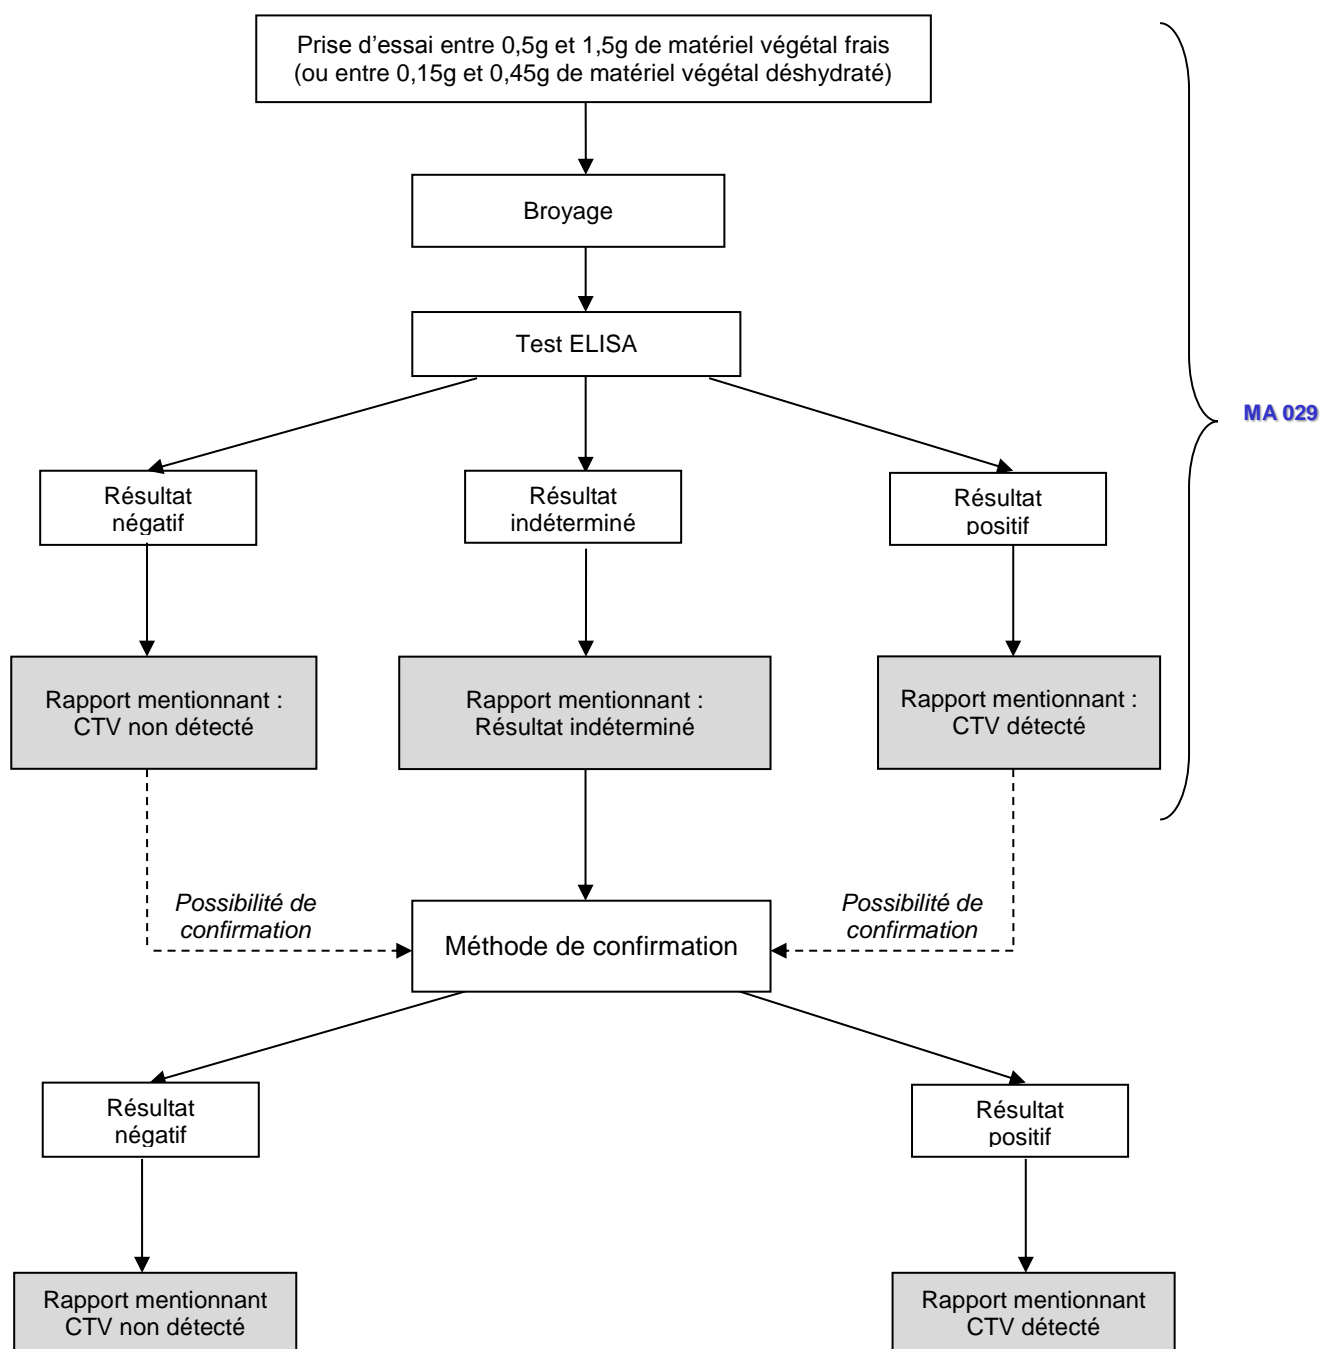 Prise d'essai entre 0,5g et 1,5g de matériel végétal frais
(ou entre 0,15g et 0,45g de matériel végétal déshydraté)
Broyage
Test ELISA
MA 029
Résultat
négatif
Résultat
indéterminé
Résultat
positif
Rapport mentionnant :
CTV non détecté
Rapport mentionnant :
Résultat indéterminé
Rapport mentionnant :
CTV détecté
Possibilité de
confirmation
Méthode de confirmation
Possibilité de
confirmation
Résultat
négatif
Résultat
positif
Rapport mentionnant
CTV non détecté
Rapport mentionnant
CTV détecté